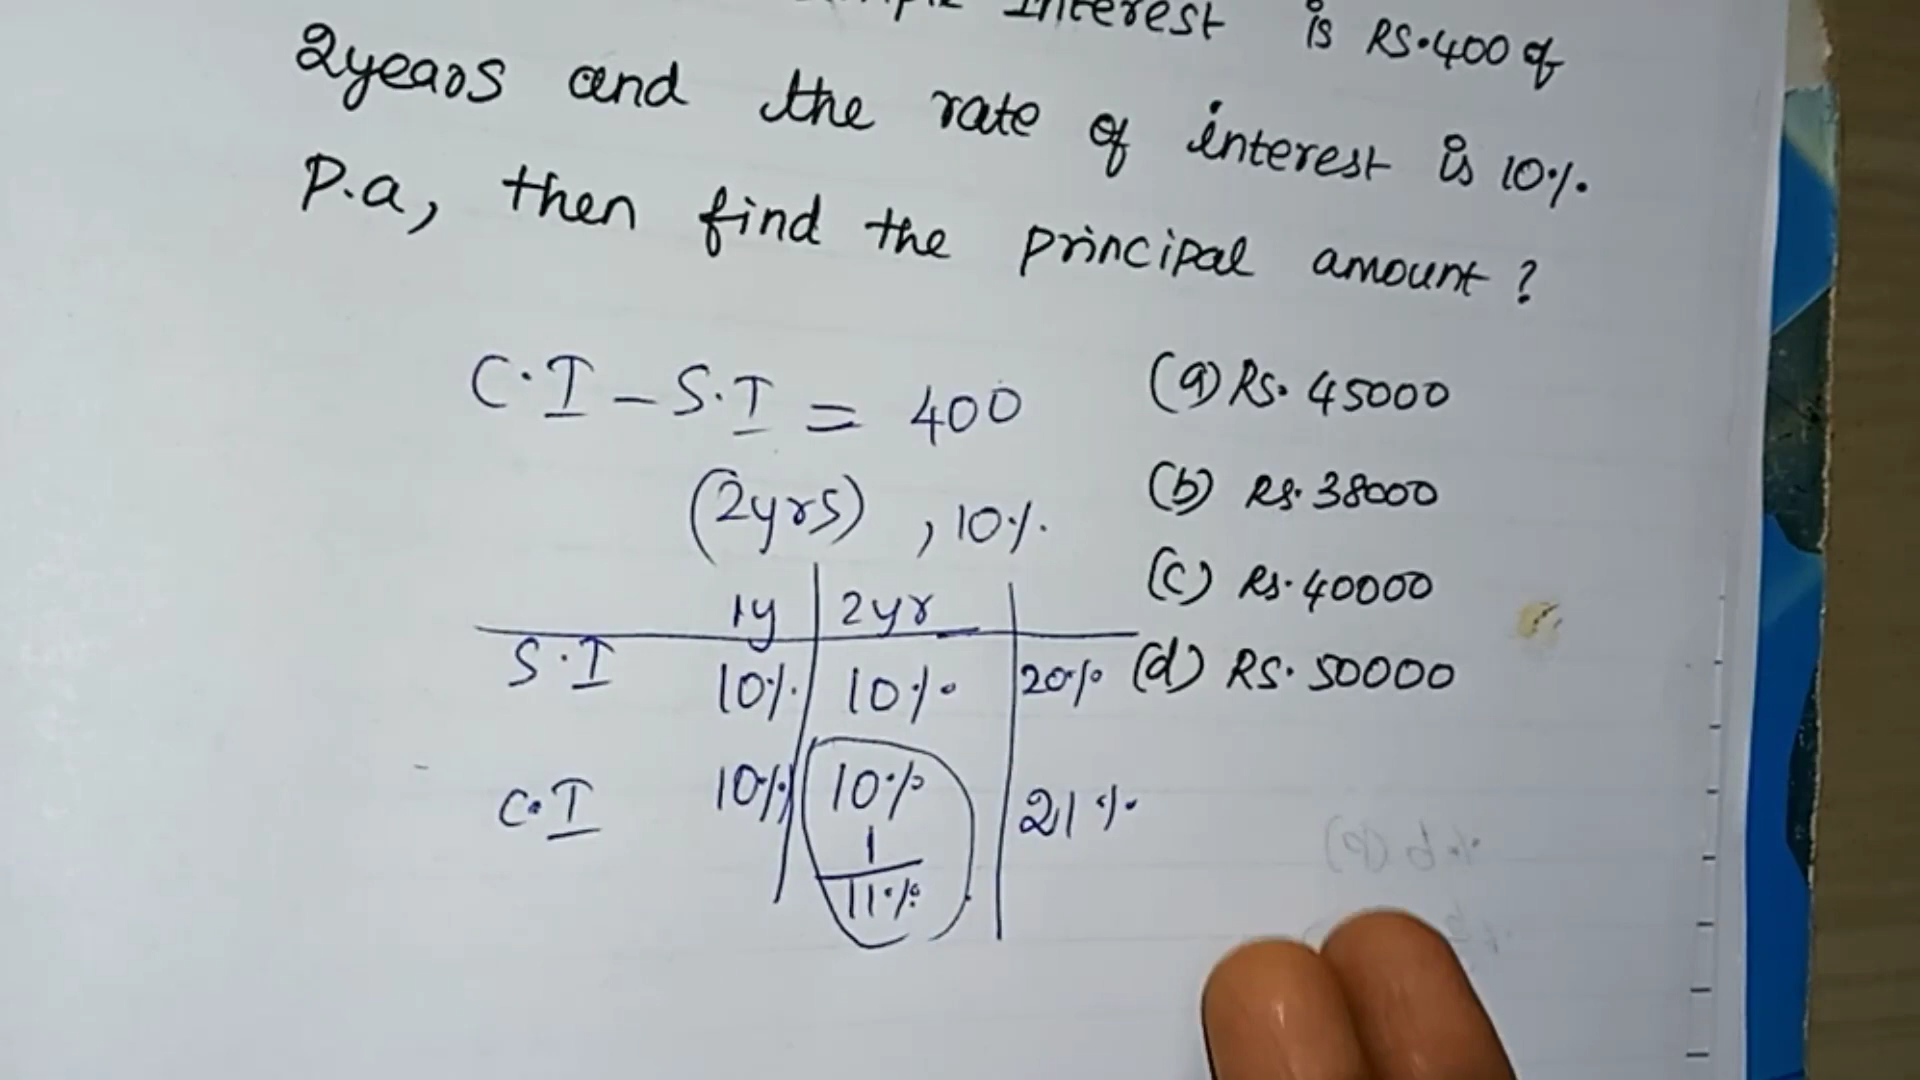 Interest is RS.400 of
2years and the rate of interest is 10%
P.a, then find the principal amount?
C.I - S.I = 400
(2yrs), 10%
(a) Rs. 45000
(b) Rs. 38000
(c) Rs. 40000
(d) RS. 50000
1y 2yr
S.I 10% 10% 20%
C.I 10% 10% 21%
1
11%